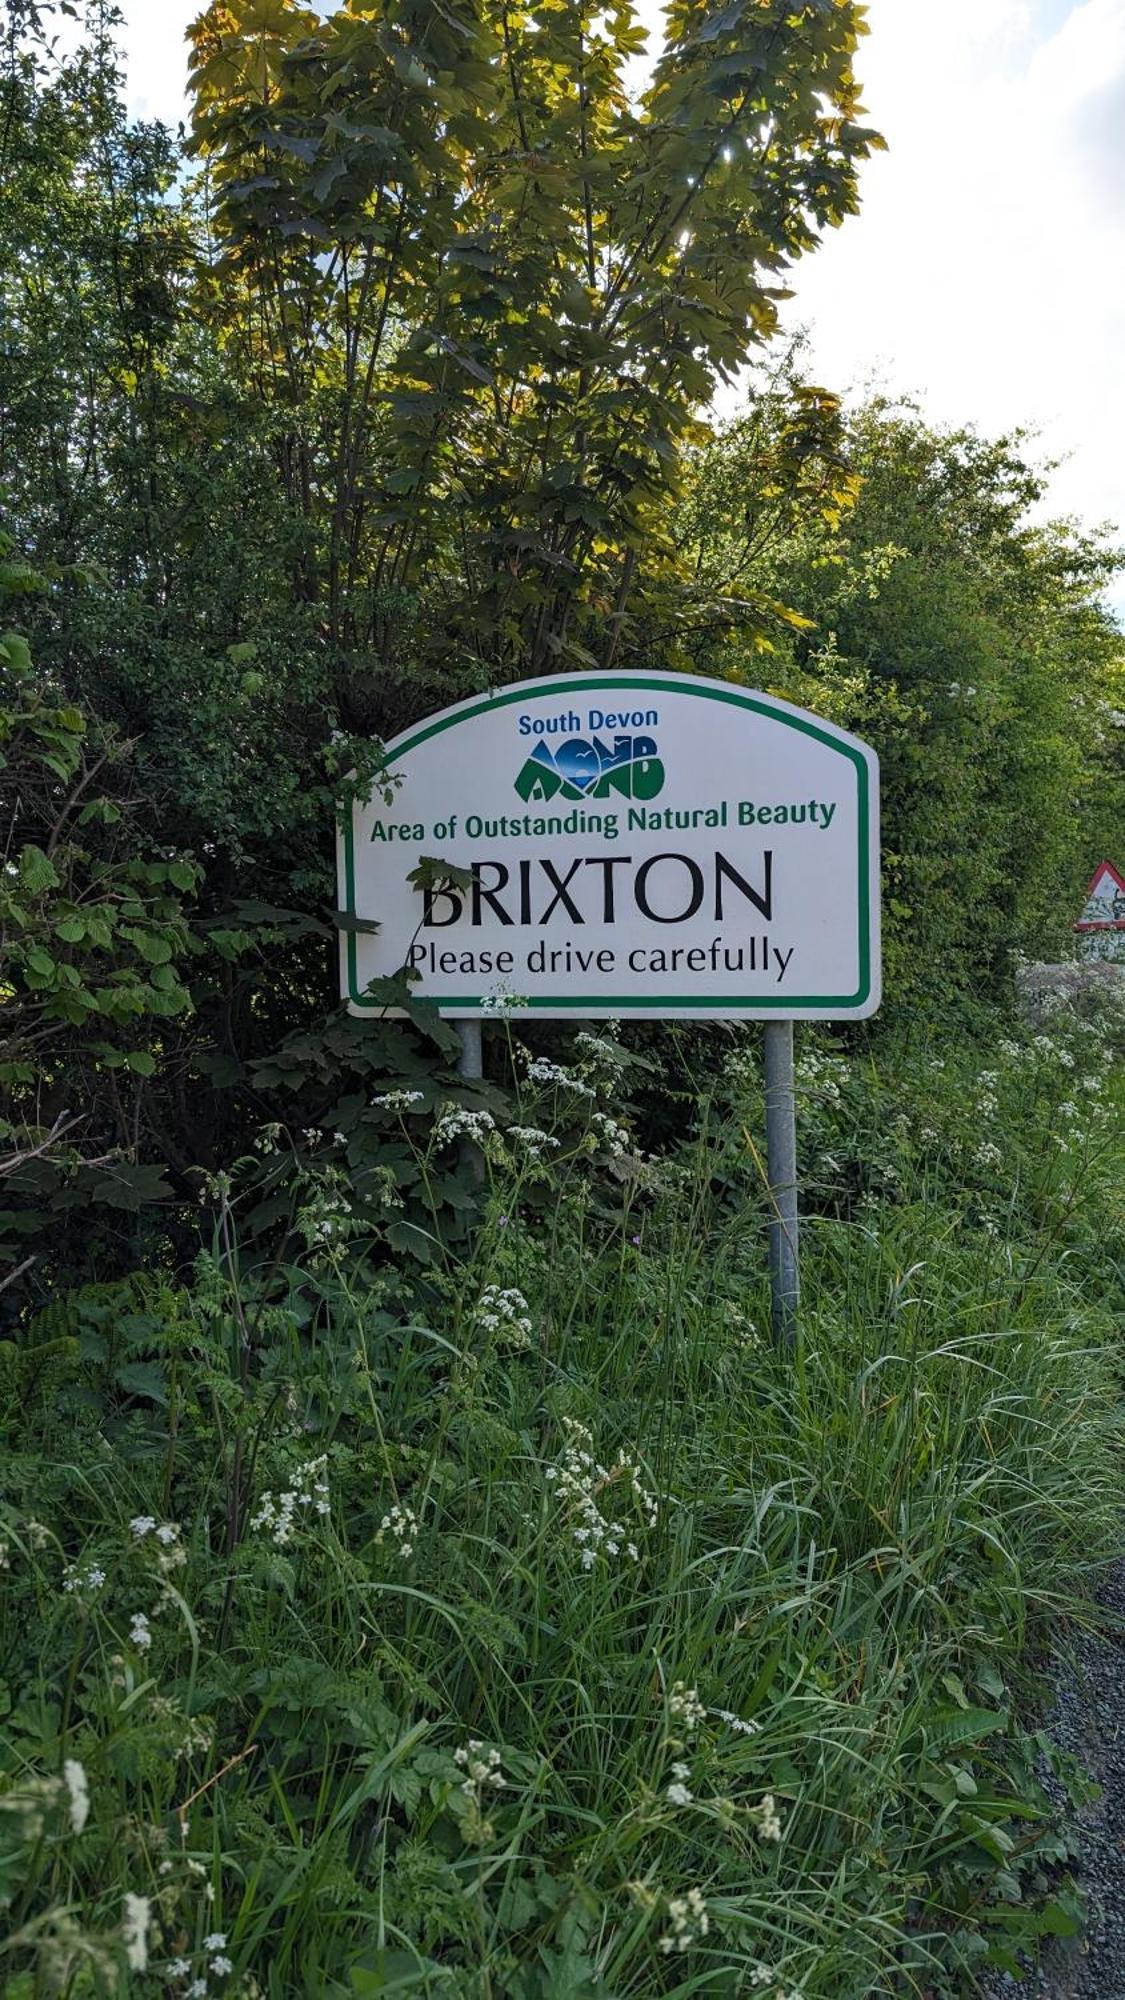 South Devon
AONB
Area of Outstanding Natural Beauty
BRIXTON
Please drive carefully